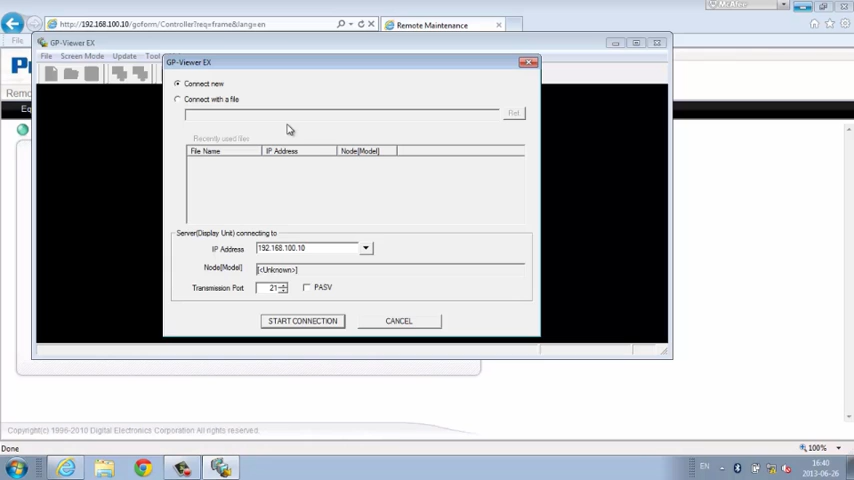 McAfee
http://192.168.100.10/goform/Controller?req=frame&lang=en
Remote Maintenance
File
GP-Viewer EX
File Screen Mode Update Tool
GP-Viewer EX
Connect new
Connect with a file
Ref.
Recently used files
File Name IP Address Node[Model]
Server(Display Unit) connecting to
IP Address 192.168.100.10
Node[Model] [<Unknown>]
Transmission Port 21 PASV
START CONNECTION CANCEL
Copyright(c) 1996-2010 Digital Electronics Corporation All rights reserved.
Done 100%
EN 16:40
2013-06-26